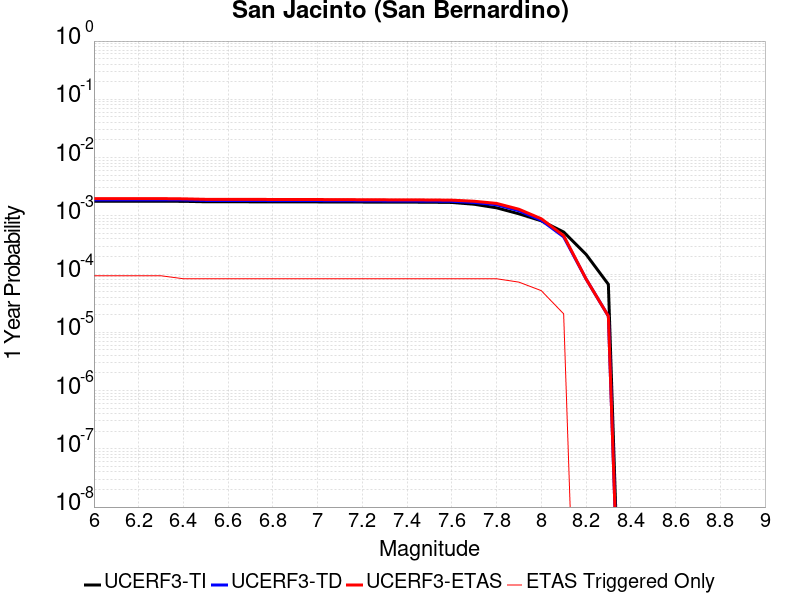 San Jacinto (San Bernardino)
10^0
10^-1
10^-2
10^-3
10^-4
10^-5
10^-6
10^-7
10^-8
1 Year Probability
6 6.2 6.4 6.6 6.8 7 7.2 7.4 7.6 7.8 8 8.2 8.4 8.6 8.8 9
Magnitude
UCERF3-TI UCERF3-TD UCERF3-ETAS ETAS Triggered Only